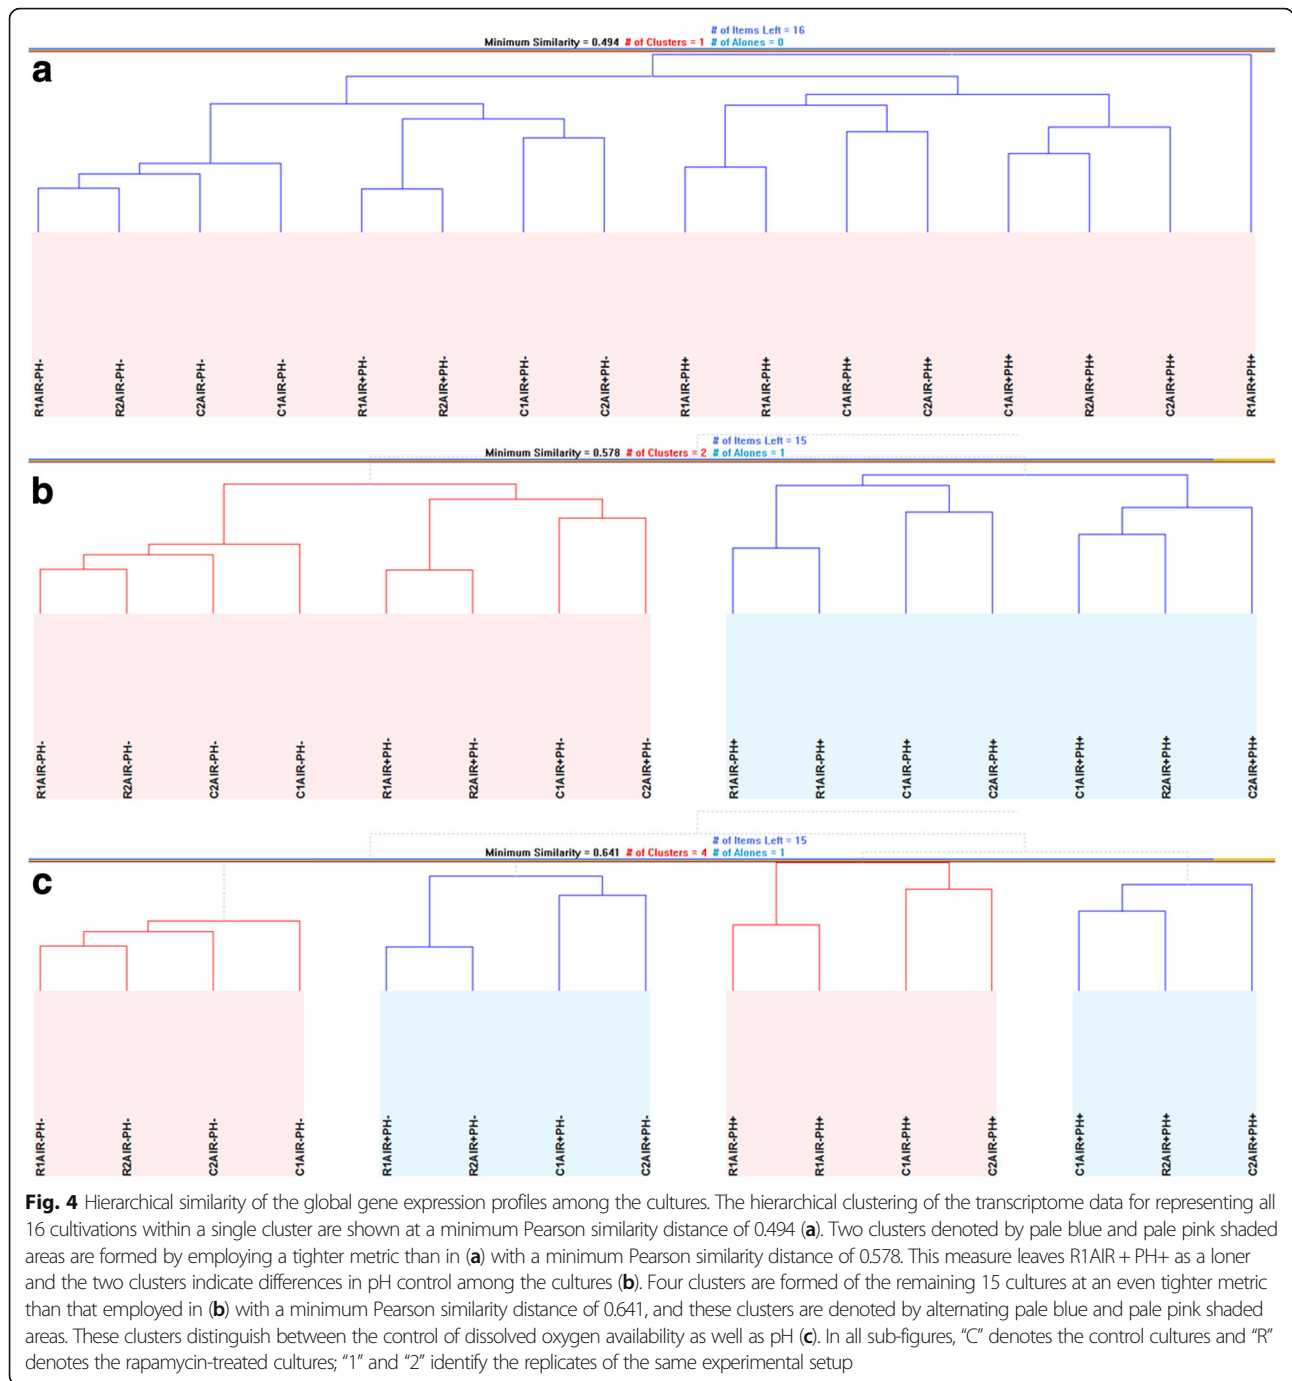 # of Items Left = 16
Minimum Similarity = 0.494 # of Clusters = 1 # of Alones = 0
a
R1AIR-PH-
R2AIR-PH-
C2AIR-PH-
C1AIR-PH-
R1AIR+PH-
R2AIR+PH-
C1AIR+PH-
C2AIR+PH-
R1AIR-PH+
R1AIR-PH+
C1AIR-PH+
C2AIR-PH+
C1AIR+PH+
R2AIR+PH+
C2AIR+PH+
R1AIR+PH+
# of Items Left = 15
Minimum Similarity = 0.578 # of Clusters = 2 # of Alones = 1
b
R1AIR-PH-
R2AIR-PH-
C2AIR-PH-
C1AIR-PH-
R1AIR+PH-
R2AIR+PH-
C1AIR+PH-
C2AIR+PH-
R1AIR-PH+
R1AIR-PH+
C1AIR-PH+
C2AIR-PH+
C1AIR+PH+
R2AIR+PH+
C2AIR+PH+
# of Items Left = 15
Minimum Similarity = 0.641 # of Clusters = 4 # of Alones = 1
c
R1AIR-PH-
R2AIR-PH-
C2AIR-PH-
C1AIR-PH-
R1AIR+PH-
R2AIR+PH-
C1AIR+PH-
C2AIR+PH-
R1AIR-PH+
R1AIR-PH+
C1AIR-PH+
C2AIR-PH+
C1AIR+PH+
R2AIR+PH+
C2AIR+PH+
Fig. 4 Hierarchical similarity of the global gene expression profiles among the cultures. The hierarchical clustering of the transcriptome data for representing all
16 cultivations within a single cluster are shown at a minimum Pearson similarity distance of 0.494 (a). Two clusters denoted by pale blue and pale pink shaded
areas are formed by employing a tighter metric than in (a) with a minimum Pearson similarity distance of 0.578. This measure leaves R1AIR + PH+ as a loner
and the two clusters indicate differences in pH control among the cultures (b). Four clusters are formed of the remaining 15 cultures at an even tighter metric
than that employed in (b) with a minimum Pearson similarity distance of 0.641, and these clusters are denoted by alternating pale blue and pale pink shaded
areas. These clusters distinguish between the control of dissolved oxygen availability as well as pH (c). In all sub-figures, “C” denotes the control cultures and “R”
denotes the rapamycin-treated cultures; “1” and “2” identify the replicates of the same experimental setup